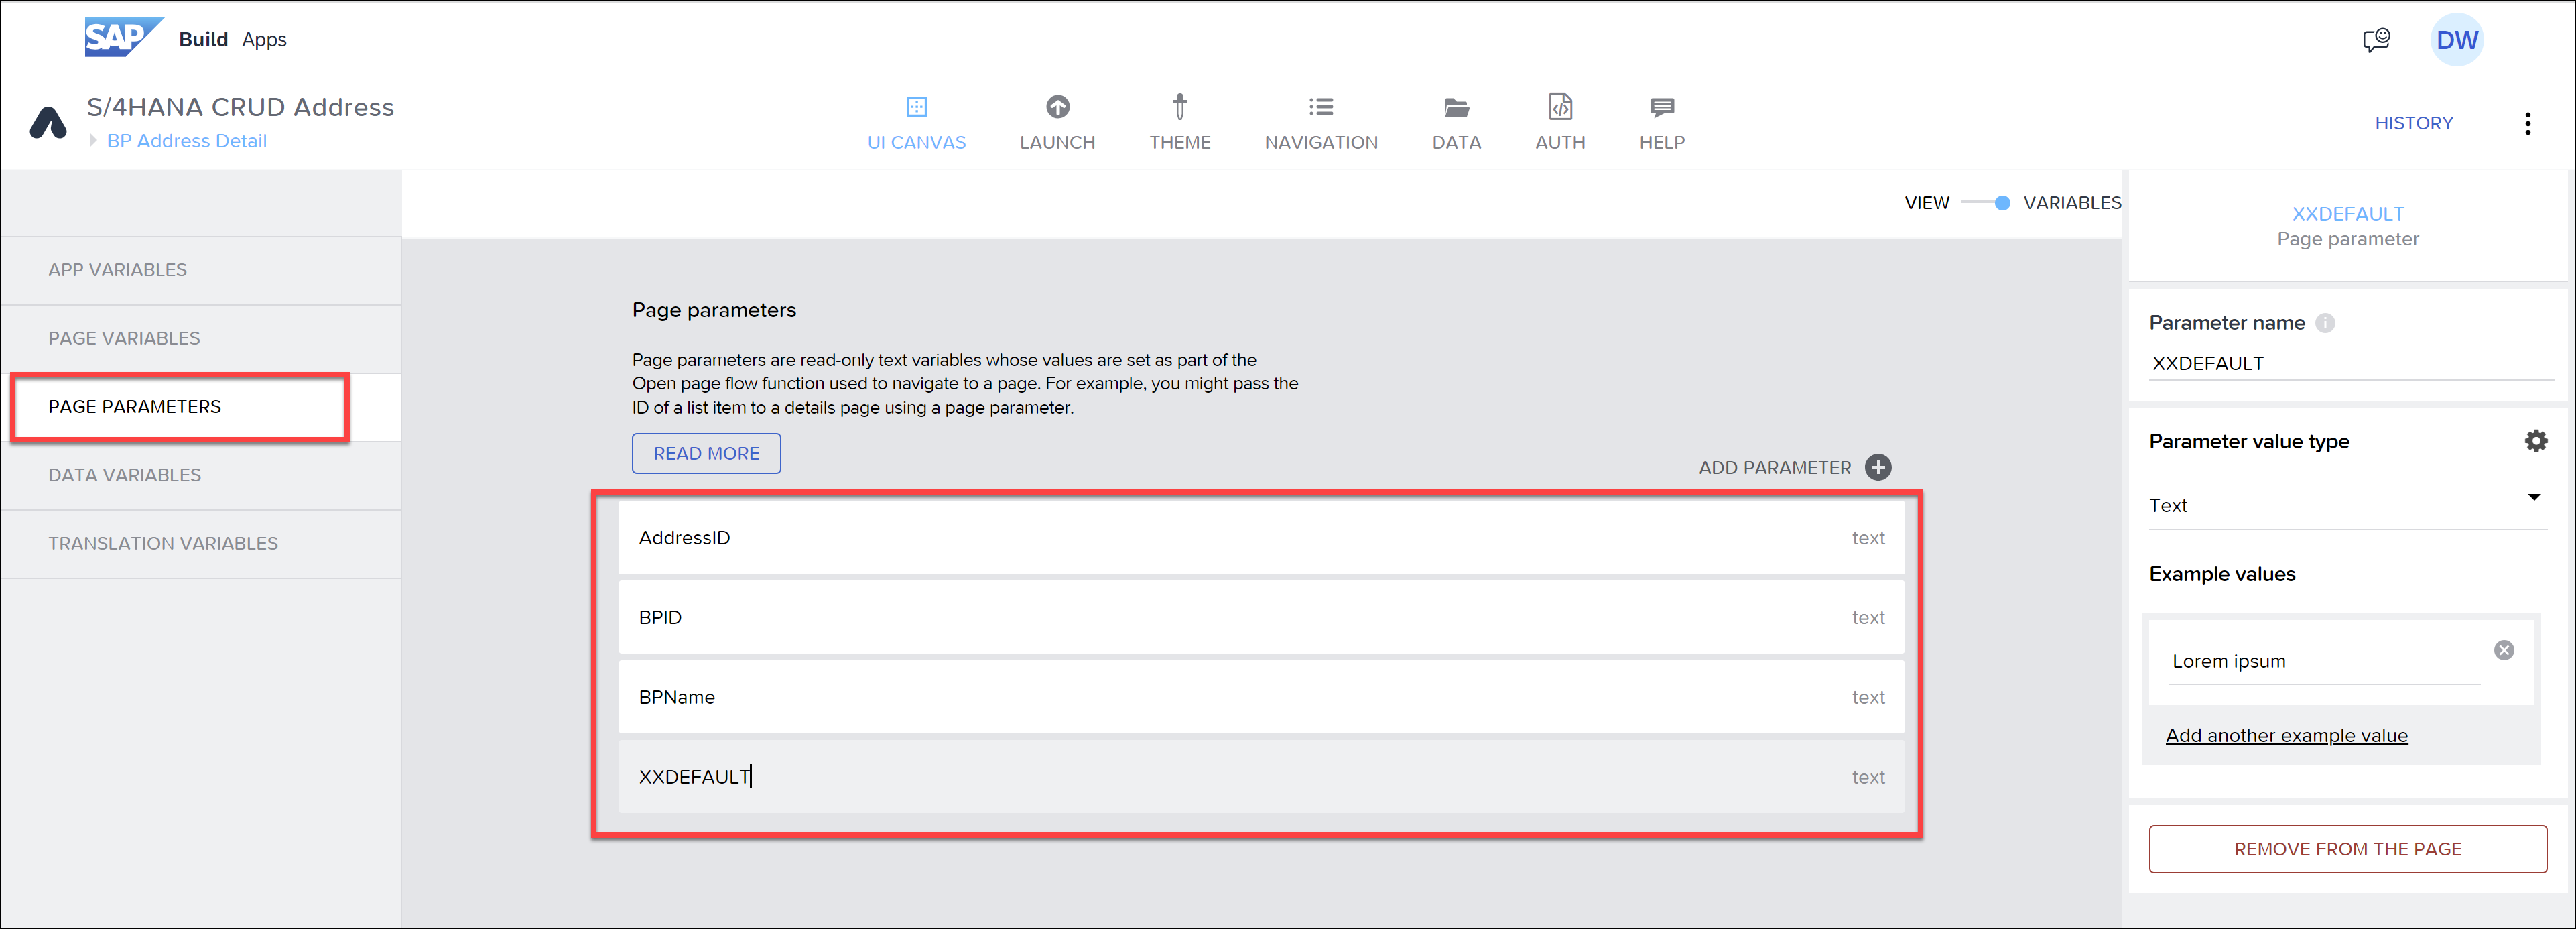 SAP Build Apps
DW
S/4HANA CRUD Address
BP Address Detail
UI CANVAS
LAUNCH
THEME
NAVIGATION
DATA
AUTH
HELP
HISTORY
VIEW
VARIABLES
APP VARIABLES
PAGE VARIABLES
PAGE PARAMETERS
DATA VARIABLES
TRANSLATION VARIABLES
Page parameters
Page parameters are read-only text variables whose values are set as part of the
Open page flow function used to navigate to a page. For example, you might pass the
ID of a list item to a details page using a page parameter.
READ MORE
ADD PARAMETER
AddressID text
BPID text
BPName text
XXDEFAULT text
XXDEFAULT
Page parameter
Parameter name
XXDEFAULT
Parameter value type
Text
Example values
Lorem ipsum
Add another example value
REMOVE FROM THE PAGE